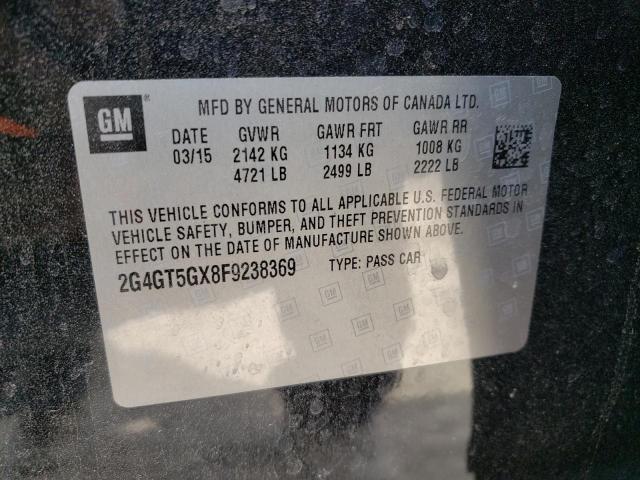 GM
MFD BY GENERAL MOTORS OF CANADA LTD.
DATE GVWR GAWR FRT GAWR RR
03/15 2142 KG 1134 KG 1008 KG
4721 LB 2499 LB 2222 LB
THIS VEHICLE CONFORMS TO ALL APPLICABLE U.S. FEDERAL MOTOR
VEHICLE SAFETY, BUMPER, AND THEFT PREVENTION STANDARDS IN
EFFECT ON THE DATE OF MANUFACTURE SHOWN ABOVE.
2G4GT5GX8F9238369 TYPE: PASS CAR